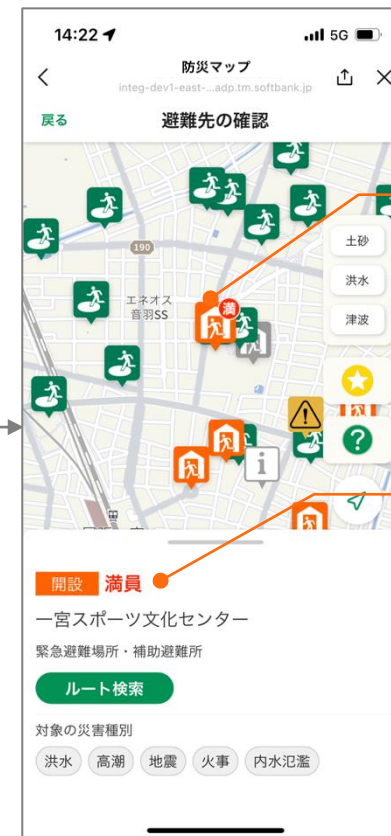 14:22
5G
防災マップ
integ-dev1-east-...adp.tm.softbank.jp
戻る
避難先の確認
190
土砂
エネオス
音羽SS
満
洪水
津波
?
i
開設 満員
一宮スポーツ文化センター
緊急避難場所・補助避難所
ルート検索
対象の災害種別
洪水 高潮 地震 火事 内水氾濫